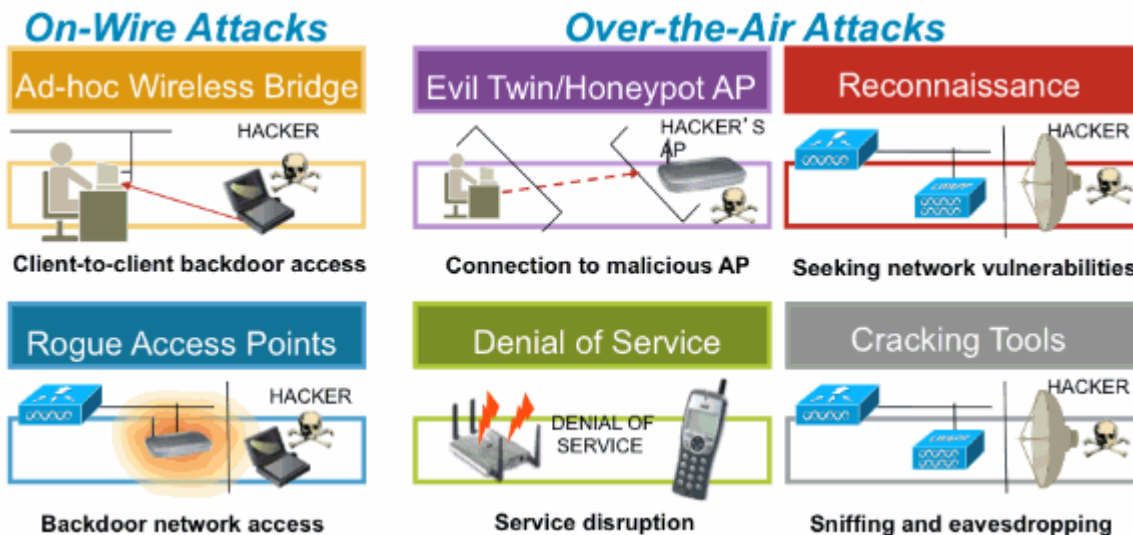 On-Wire Attacks
Over-the-Air Attacks
Ad-hoc Wireless Bridge
HACKER
Client-to-client backdoor access
Evil Twin/Honeypot AP
HACKER'S
AP
Connection to malicious AP
Reconnaissance
HACKER
LWAPP
Seeking network vulnerabilities
Rogue Access Points
HACKER
Backdoor network access
Denial of Service
DENIAL OF
SERVICE
Service disruption
Cracking Tools
HACKER
LWAPP
Sniffing and eavesdropping